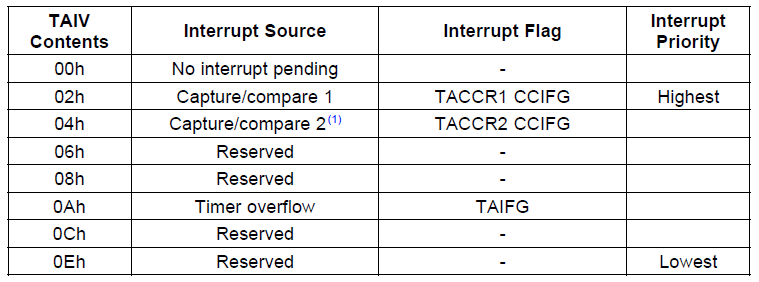 TAIV Contents Interrupt Source Interrupt Flag Interrupt Priority
00h No interrupt pending -
02h Capture/compare 1 TACCR1 CCIFG Highest
04h Capture/compare 2(1) TACCR2 CCIFG
06h Reserved -
08h Reserved -
0Ah Timer overflow TAIFG
0Ch Reserved -
0Eh Reserved - Lowest